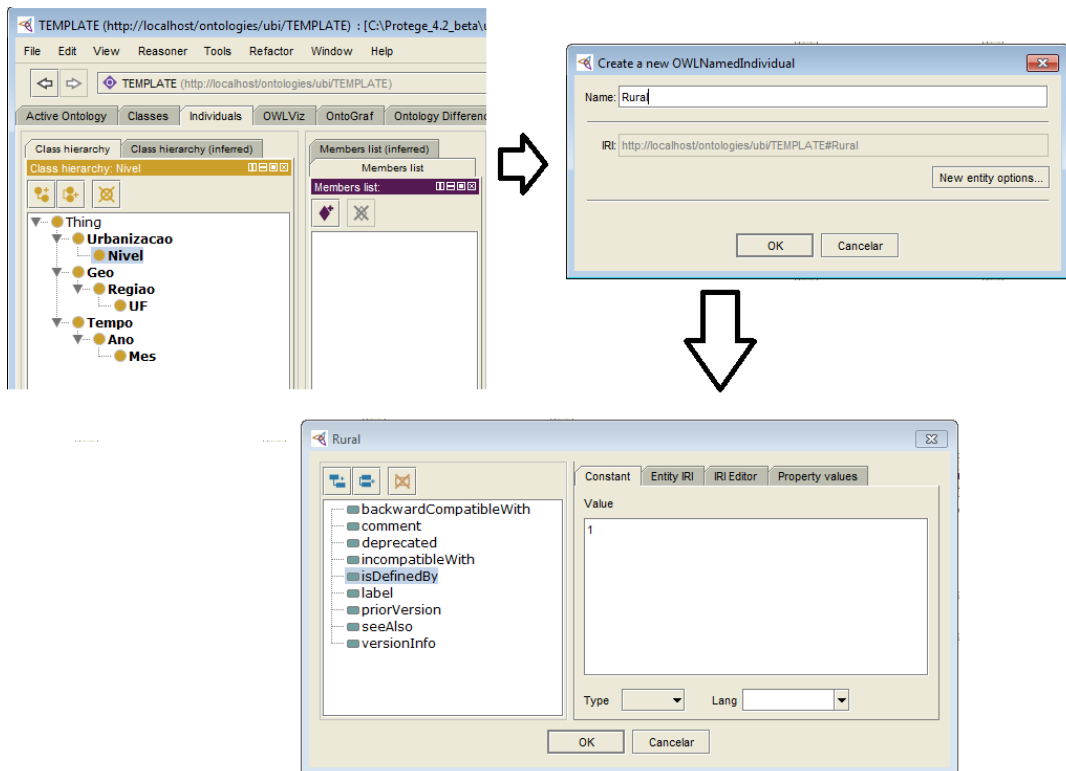 TEMPLATE (http://localhost/ontologies/ubi/TEMPLATE) : [C:\Protege_4.2_beta\
File Edit View Reasoner Tools Refactor Window Help
TEMPLATE (http://localhost/ontologies/ubi/TEMPLATE)
Active Ontology Classes Individuals OWLViz OntoGraf Ontology Differenc
Class hierarchy Class hierarchy (inferred)
Class hierarchy: Nivel
Thing
Urbanizacao
Nivel
Geo
Regiao
UF
Tempo
Ano
Mes
Members list (inferred)
Members list
Members list:
Create a new OWLNamedIndividual
Name: Rural
IRI: http://localhost/ontologies/ubi/TEMPLATE#Rural
New entity options...
OK Cancelar
Rural
backwardCompatibleWith
comment
deprecated
incompatibleWith
isDefinedBy
label
priorVersion
seeAlso
versionInfo
Constant Entity IRI IRI Editor Property values
Value
1
Type Lang
OK Cancelar